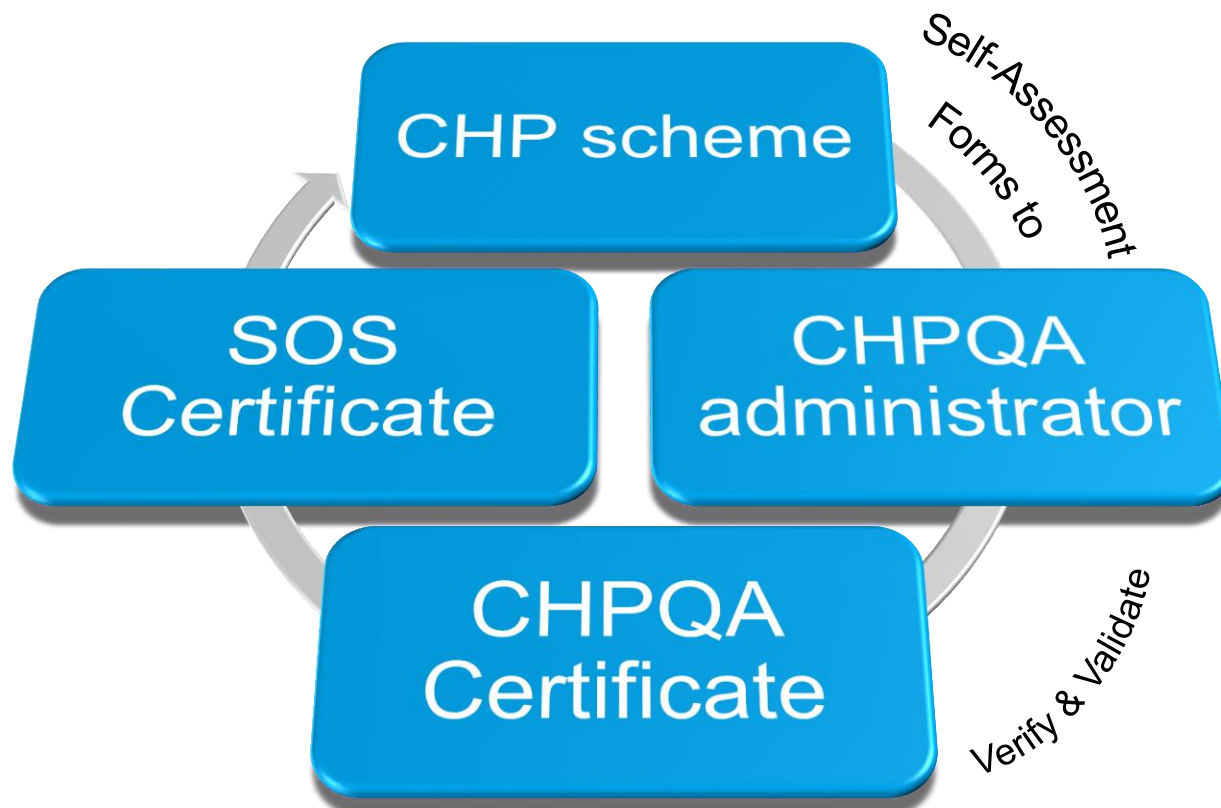 CHP scheme
Self-Assessment
Forms to
CHPQA
administrator
Verify & Validate
CHPQA
Certificate
SOS
Certificate